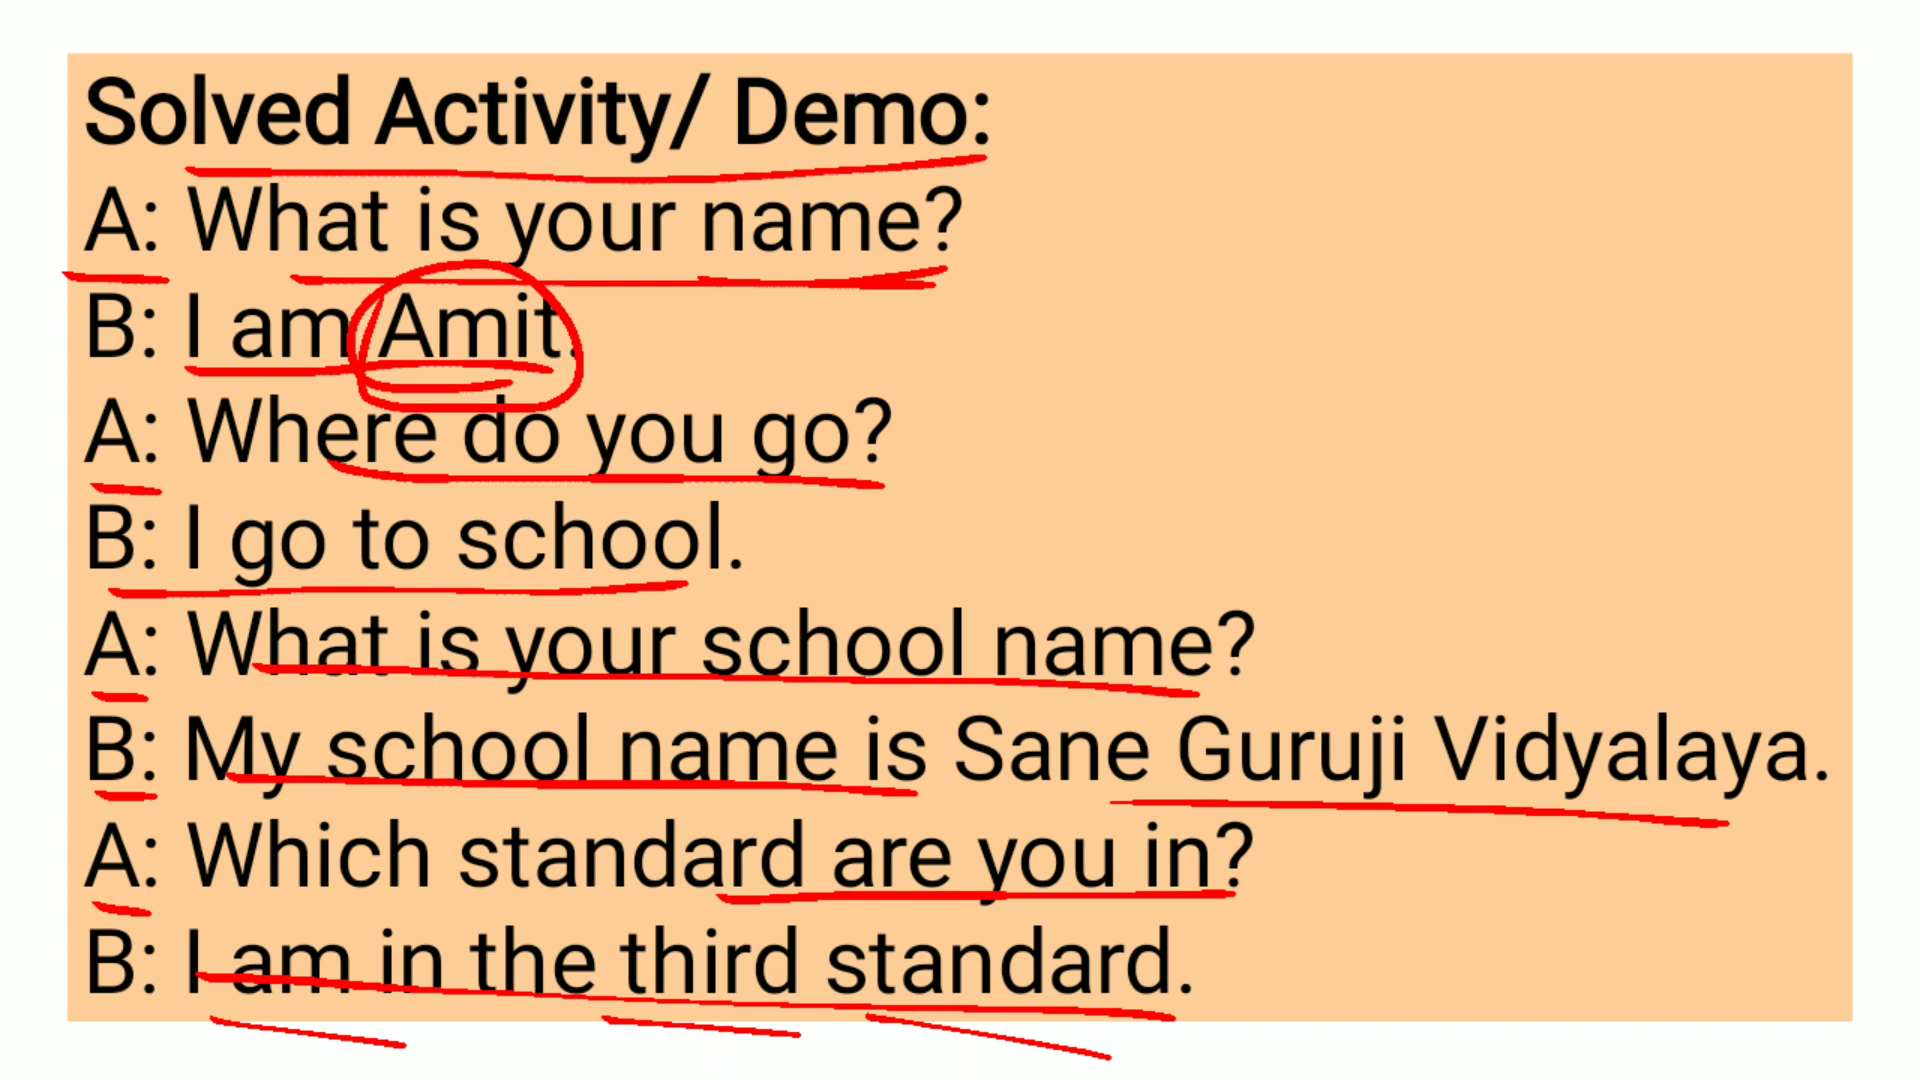 Solved Activity/ Demo:
A: What is your name?
B: I am Amit.
A: Where do you go?
B: I go to school.
A: What is your school name?
B: My school name is Sane Guruji Vidyalaya.
A: Which standard are you in?
B: I am in the third standard.